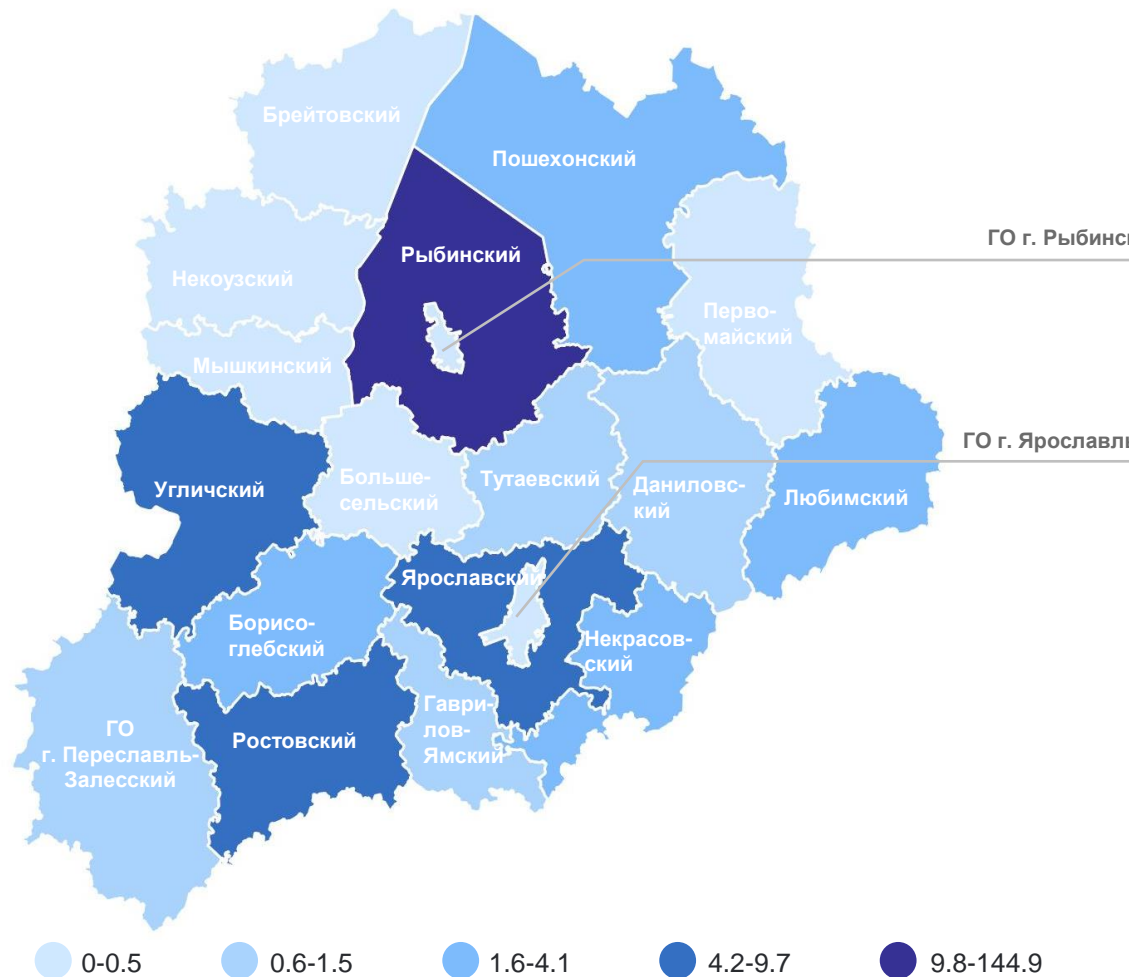 Брейтовский
Пошехонский
ГО г. Рыбинск
Рыбинский
Некоузский
Перво-
майский
Мышкинский
ГО г. Ярославль
Угличский
Больше-
сельский
Тутаевский
Даниловс-
кий
Любимский
Ярославский
Борисо-
глебский
Некрасов-
ский
Гаври-
лов-
Ямский
ГО
г. Переславль-
Залесский
Ростовский
0-0.5
0.6-1.5
1.6-4.1
4.2-9.7
9.8-144.9